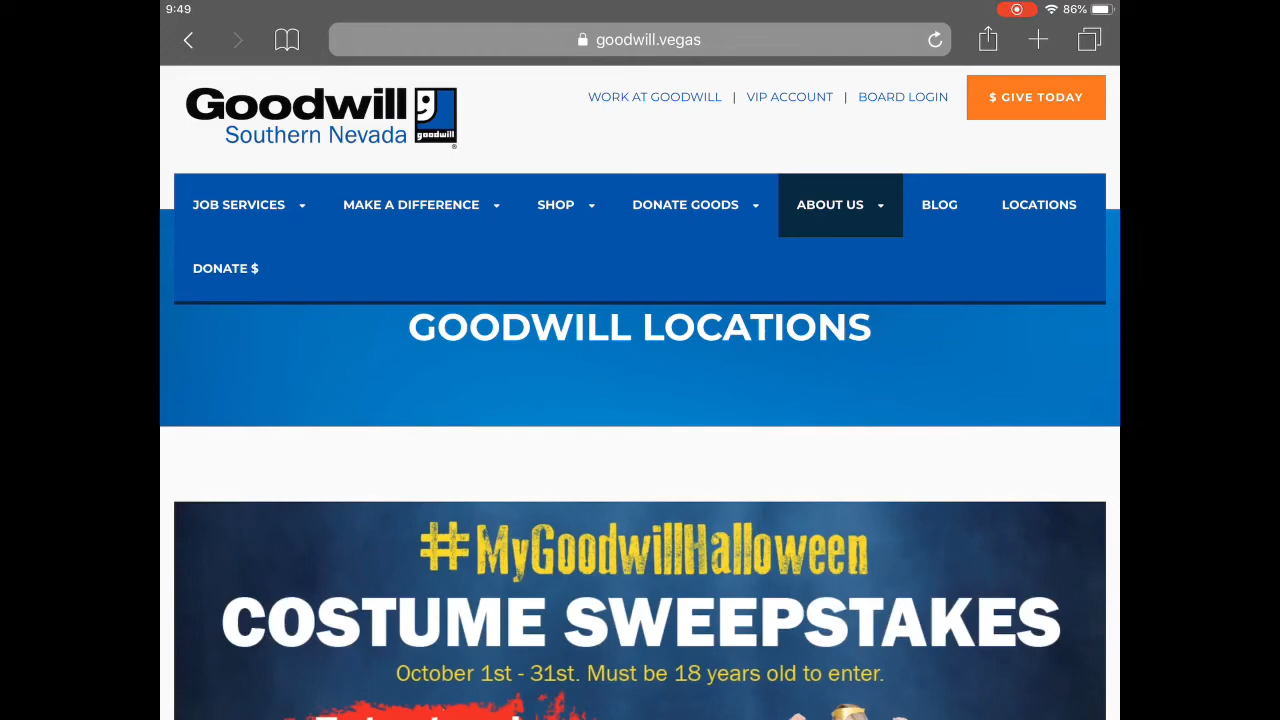 9:49
86%
goodwill.vegas
Goodwill
Southern Nevada
goodwill
WORK AT GOODWILL | VIP ACCOUNT | BOARD LOGIN
$ GIVE TODAY
JOB SERVICES MAKE A DIFFERENCE SHOP DONATE GOODS ABOUT US BLOG LOCATIONS
DONATE $
GOODWILL LOCATIONS
#MyGoodwillHalloween
COSTUME SWEEPSTAKES
October 1st - 31st. Must be 18 years old to enter.